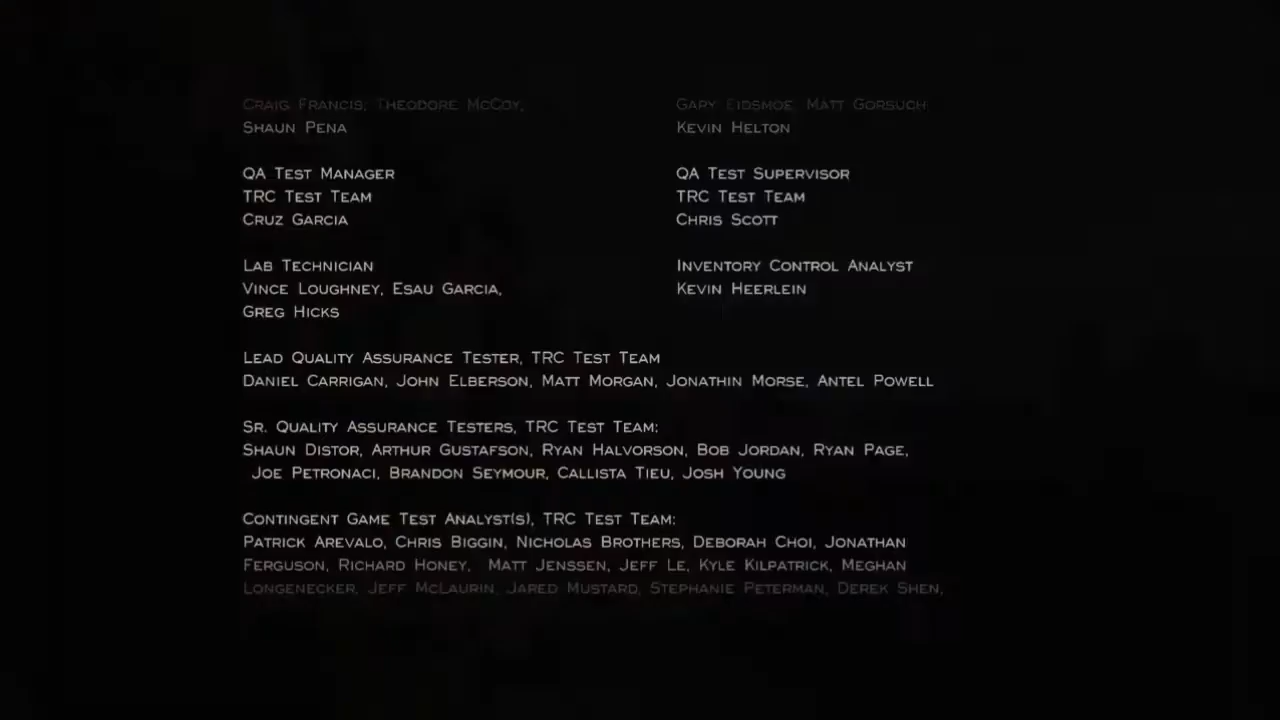 Craig Francis, Theodore McCoy,
Shaun Pena
Gary Eidsmoe, Matt Gorsuch
Kevin Helton
QA Test Manager
TRC Test Team
Cruz Garcia
QA Test Supervisor
TRC Test Team
Chris Scott
Lab Technician
Vince Loughney, Esau Garcia,
Greg Hicks
Inventory Control Analyst
Kevin Heerlein
Lead Quality Assurance Tester, TRC Test Team
Daniel Carrigan, John Elberson, Matt Morgan, Jonathin Morse, Antel Powell
Sr. Quality Assurance Testers, TRC Test Team:
Shaun Distor, Arthur Gustafson, Ryan Halvorson, Bob Jordan, Ryan Page,
Joe Petronaci, Brandon Seymour, Callista Tieu, Josh Young
Contingent Game Test Analyst(s), TRC Test Team:
Patrick Arevalo, Chris Biggin, Nicholas Brothers, Deborah Choi, Jonathan
Ferguson, Richard Honey, Matt Jenssen, Jeff Le, Kyle Kilpatrick, Meghan
Longenecker, Jeff McLaurin, Jared Mustard, Stephanie Peterman, Derek Shen,